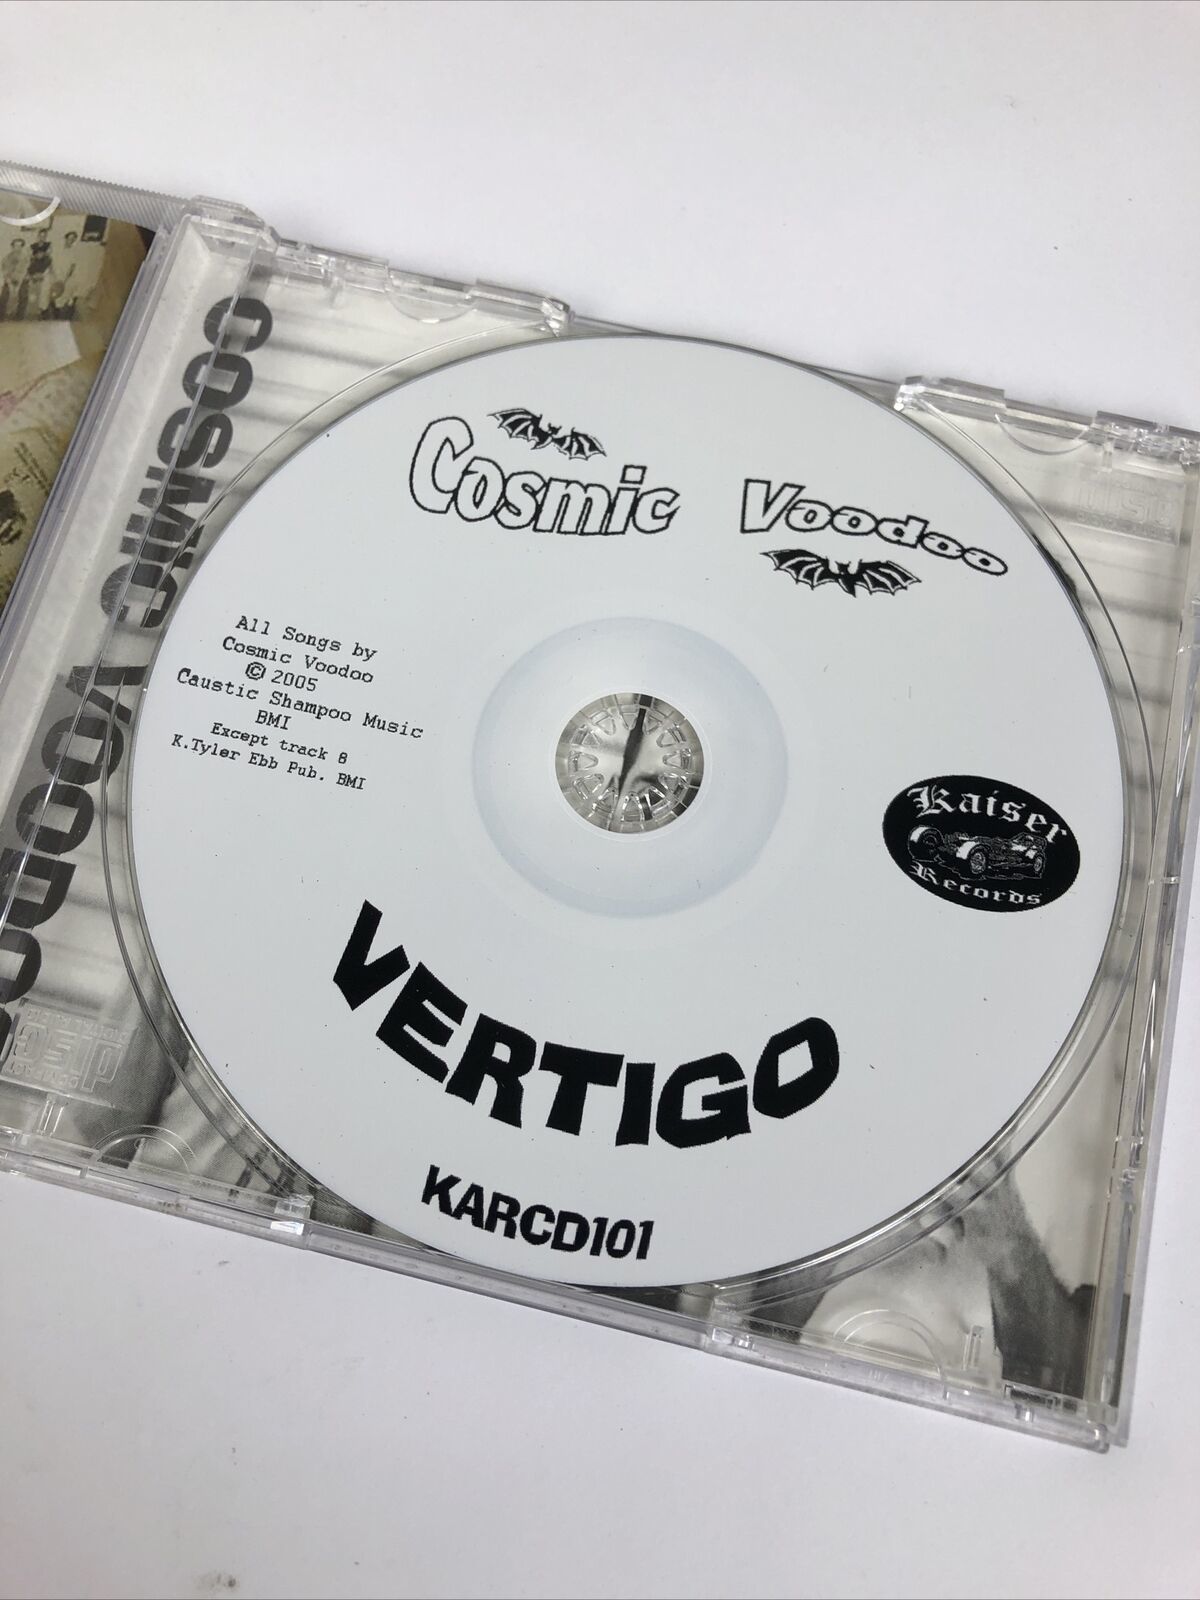 COSMIC VOODOO
Cosmic Voodoo
All Songs by
Cosmic Voodoo
© 2005
Caustic Shampoo Music
BMI
Except track 8
K.Tyler Ebb Pub. BMI
Kaiser
Records
VERTIGO
KARCD101